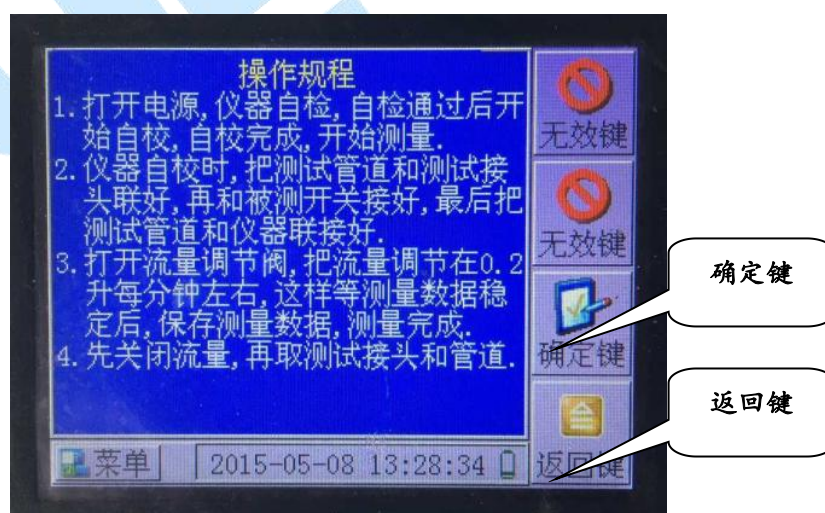 操作规程
1.打开电源,仪器自检,自检通过后开
始自校,自校完成,开始测量.
2.仪器自校时,把测试管道和测试接
头联好,再和被测开关接好,最后把
测试管道和仪器联接好.
3.打开流量调节阀,把流量调节在0.2
升每分钟左右,这样等测量数据稳
定后,保存测量数据,测量完成.
4.先关闭流量,再取测试接头和管道.
无效键
无效键
确定键
返回键
菜单
2015-05-08 13:28:34
确定键
返回键